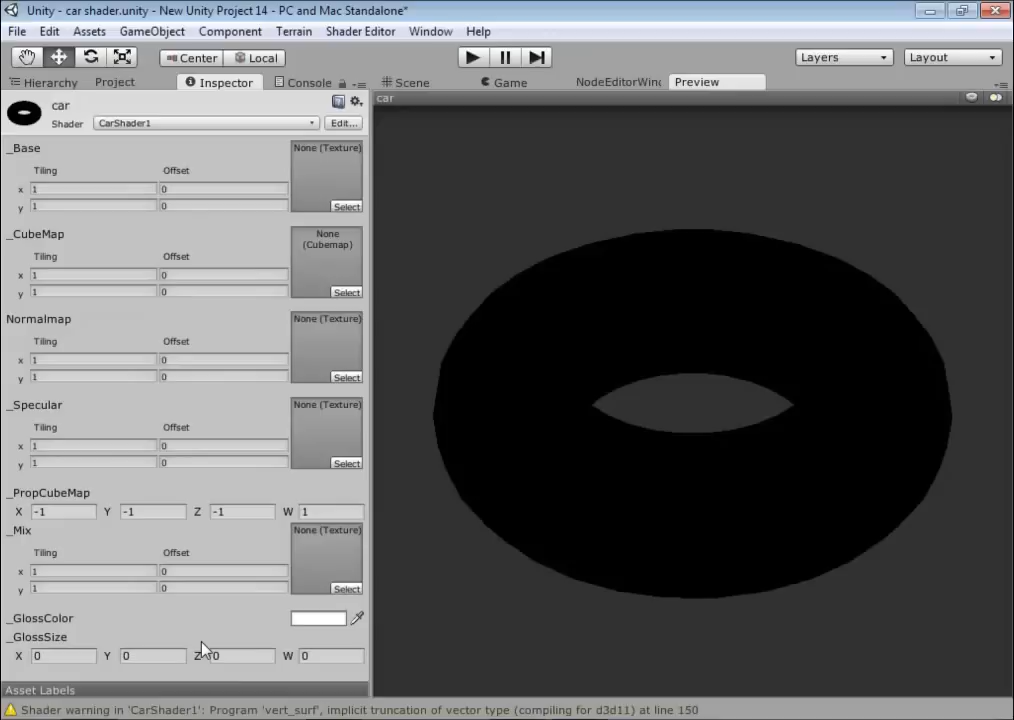 Unity - car shader.unity - New Unity Project 14 - PC and Mac Standalone*
File Edit Assets GameObject Component Terrain Shader Editor Window Help
Center Local Layers Layout
Hierarchy Project Inspector Console Scene Game NodeEditorWinc Preview
car
car
Shader CarShader1 Edit...
_Base None (Texture)
Tiling Offset
x 1 0
y 1 0 Select
_CubeMap None (Cubemap)
Tiling Offset
x 1 0
y 1 0 Select
Normalmap None (Texture)
Tiling Offset
x 1 0
y 1 0 Select
_Specular None (Texture)
Tiling Offset
x 1 0
y 1 0 Select
_PropCubeMap
X -1 Y -1 Z -1 W 1
_Mix None (Texture)
Tiling Offset
x 1 0
y 1 0 Select
_GlossColor
_GlossSize
X 0 Y 0 Z 0 W 0
Asset Labels
Shader warning in 'CarShader1': Program 'vert_surf', implicit truncation of vector type (compiling for d3d11) at line 150